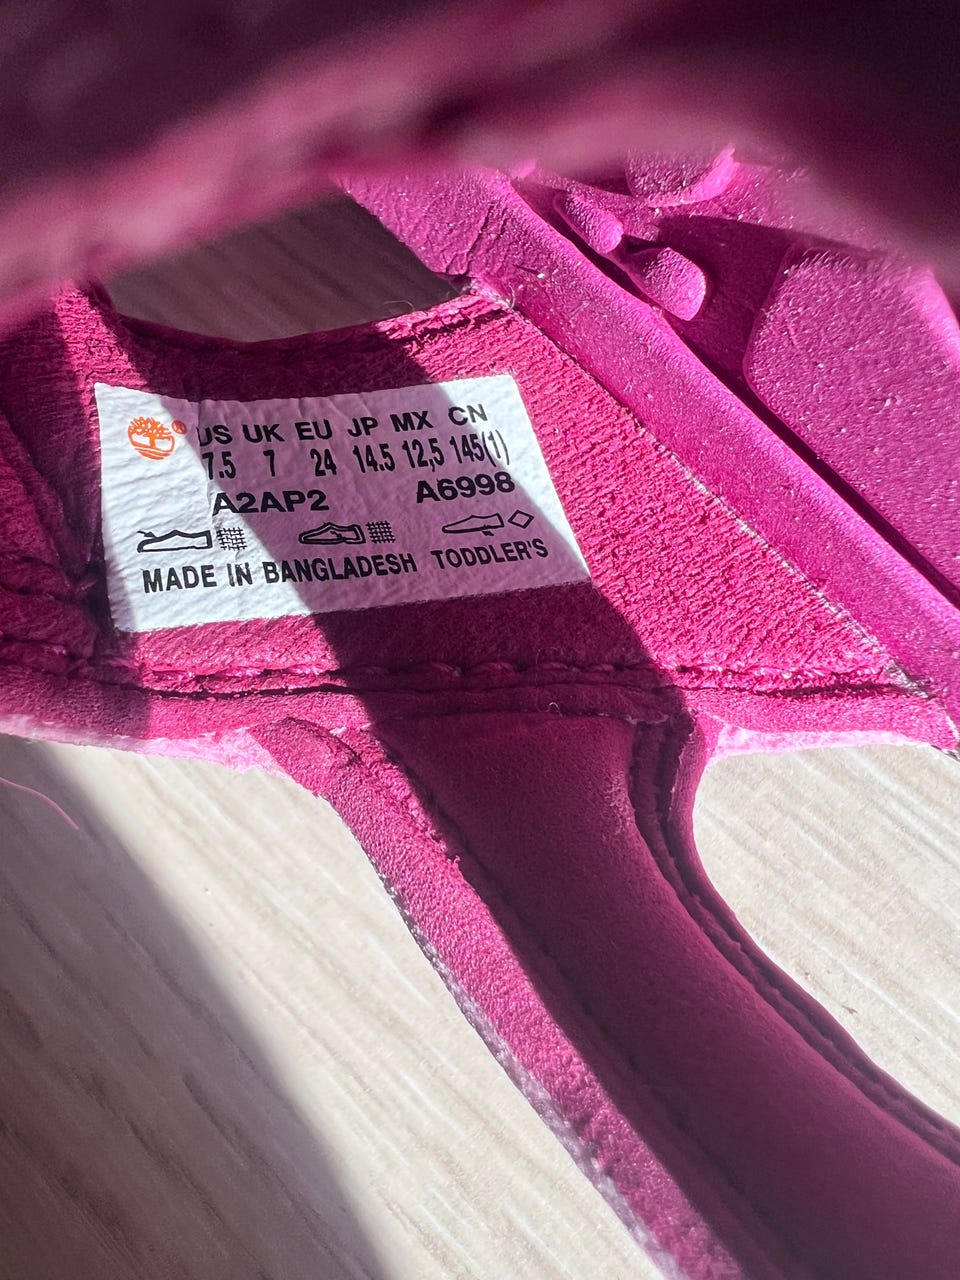 ® US UK EU JP MX CN
7.5 7 24 14.5 12,5 145(1)
A2AP2 A6998
MADE IN BANGLADESH TODDLER'S